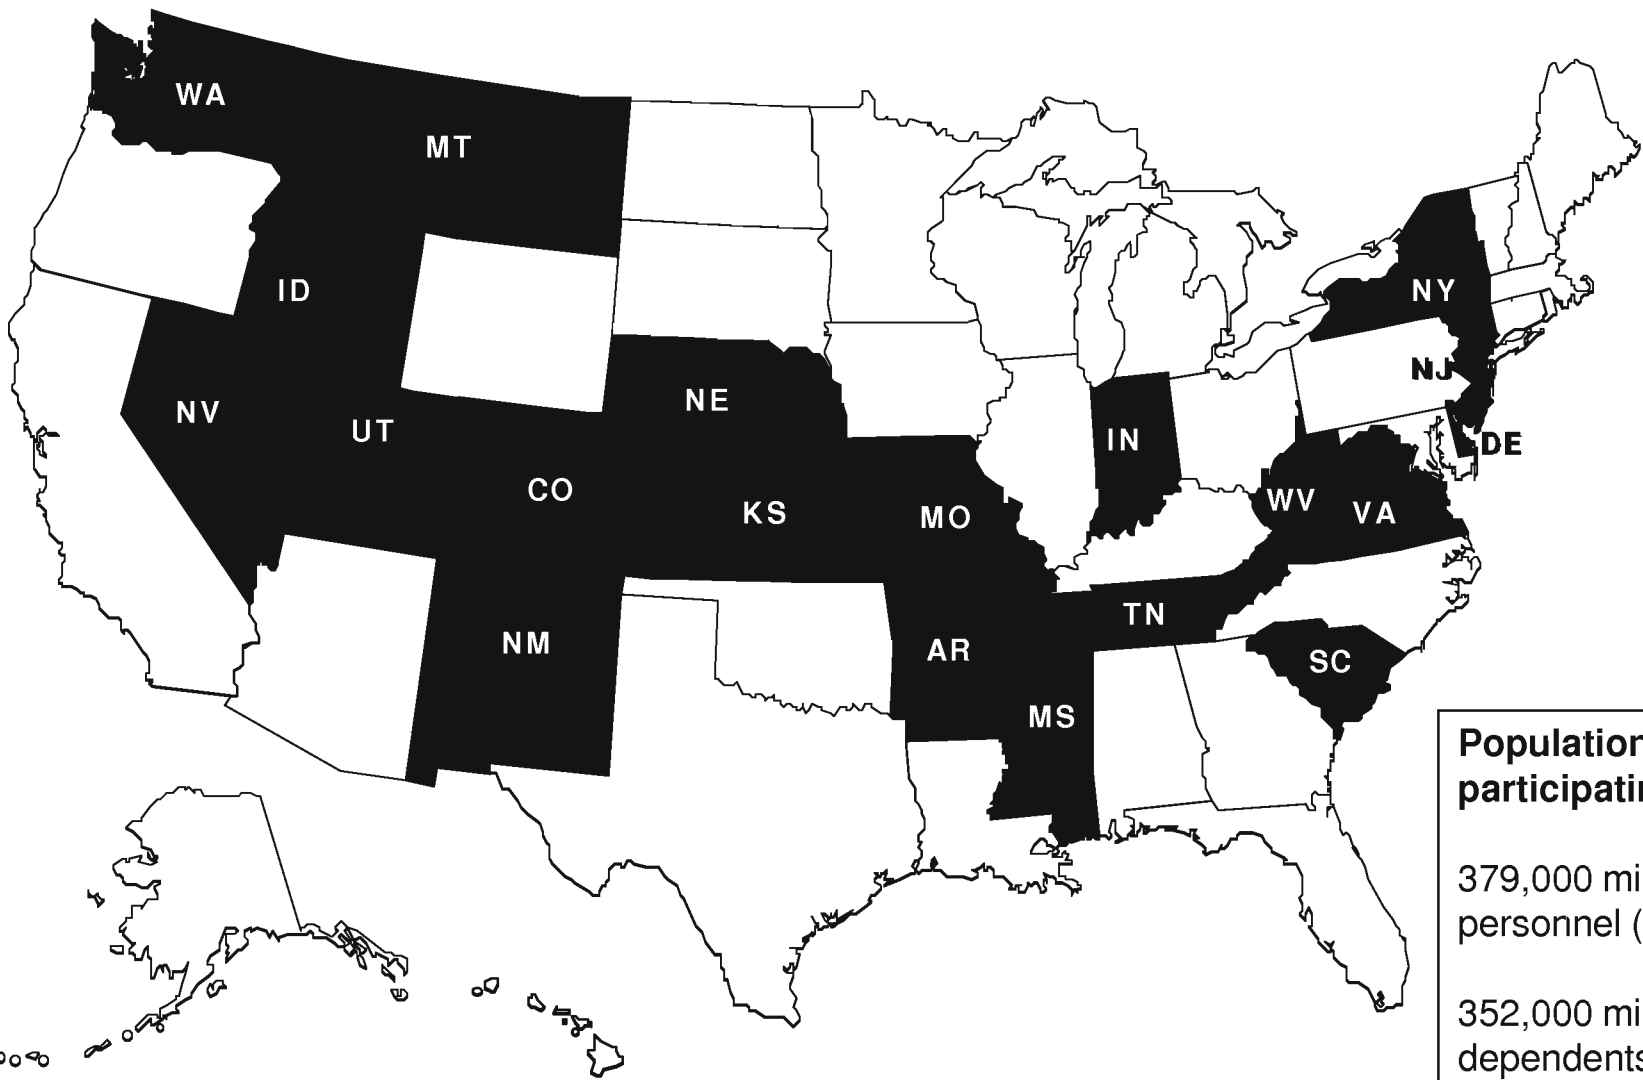 WA
MT
ID
NY
NJ
NV
NE
UT
IN
DE
CO
WV
KS
MO
VA
TN
NM
AR
SC
MS
Population
participati
379,000 mi
personnel (
352,000 mi
dependents